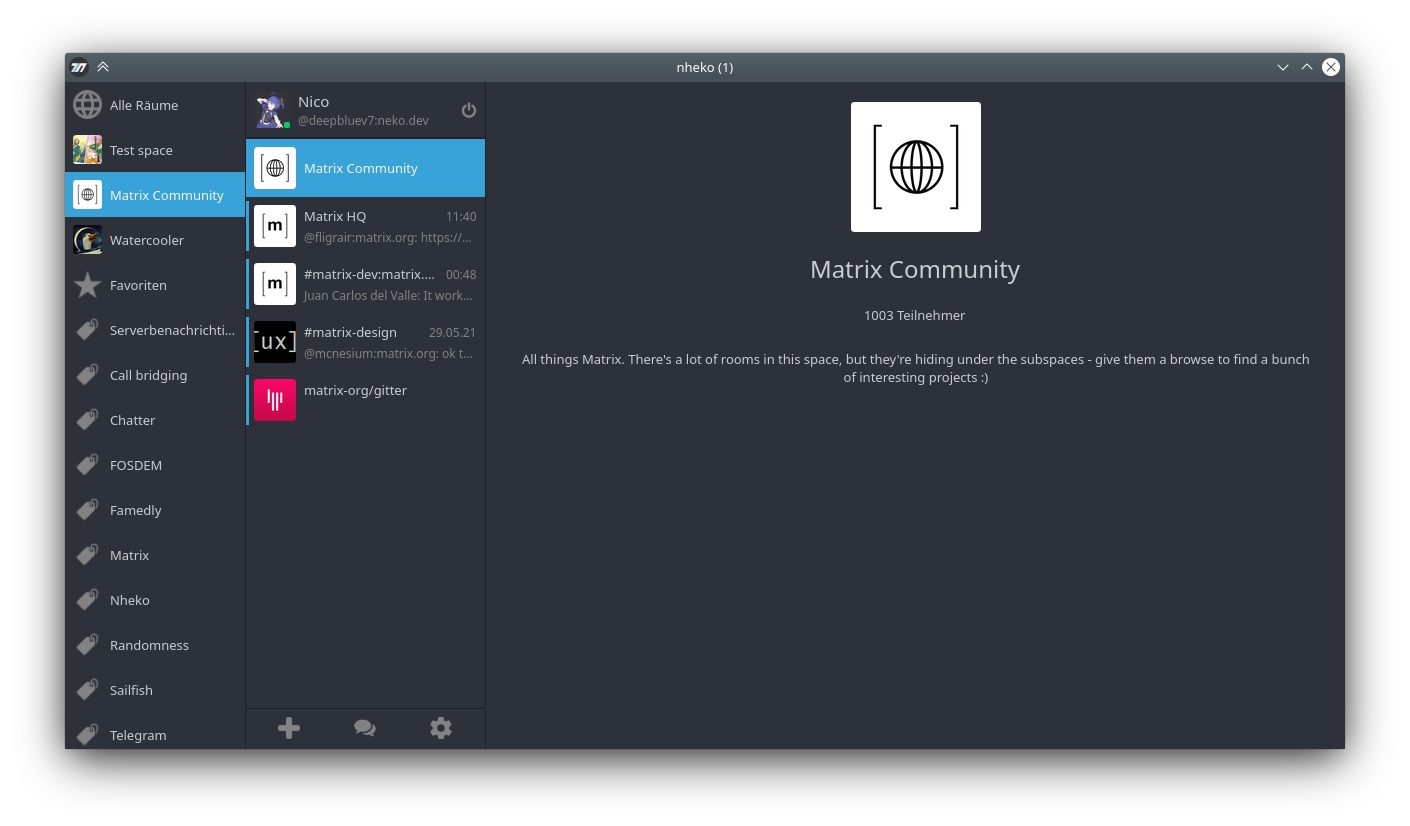 nheko (1)
Alle Räume
Test space
Matrix Community
Watercooler
Favoriten
Serverbenachrichti...
Call bridging
Chatter
FOSDEM
Famedly
Matrix
Nheko
Randomness
Sailfish
Telegram
Nico
@deepbluev7:neko.dev
Matrix Community
[m]
Matrix HQ 11:40
@fligrair:matrix.org: https://...
[m]
#matrix-dev:matrix.... 00:48
Juan Carlos del Valle: It work...
[ux]
#matrix-design 29.05.21
@mcnesium:matrix.org: ok t...
matrix-org/gitter
Matrix Community
1003 Teilnehmer
All things Matrix. There's a lot of rooms in this space, but they're hiding under the subspaces - give them a browse to find a bunch
of interesting projects :)